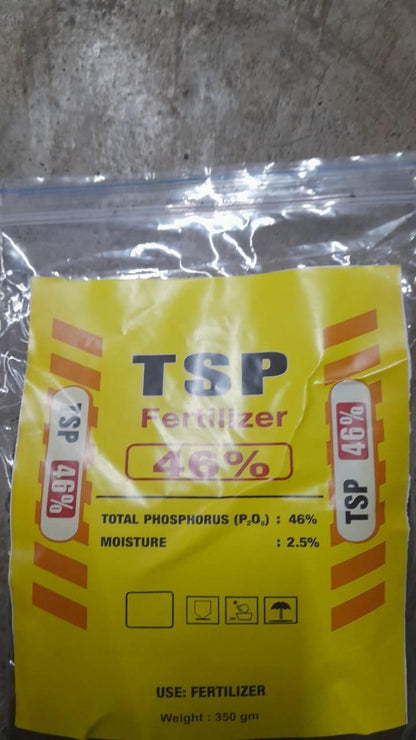 TSP
Fertilizer
46%
TSP 46%
TSP 46%
TOTAL PHOSPHORUS (P₂O₅) : 46%
MOISTURE : 2.5%
USE: FERTILIZER
Weight : 350 gm